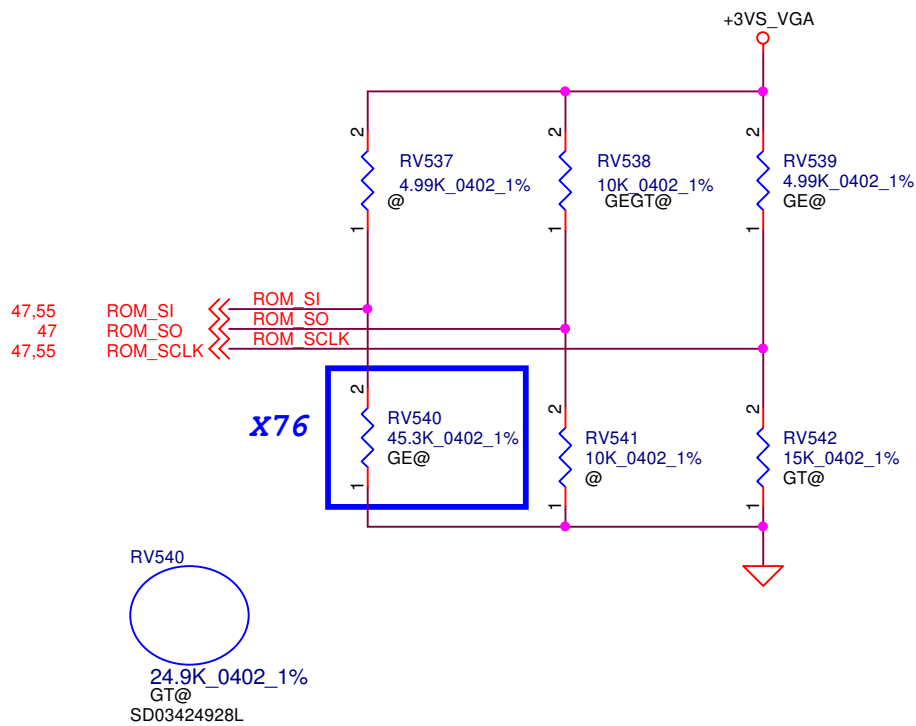 +3VS_VGA
2
2
2
RV537
4.99K_0402_1%
@
RV538
10K_0402_1%
GEGT@
RV539
4.99K_0402_1%
GE@
1
1
1
47,55 ROM_SI ROM_SI
47 ROM_SO ROM_SO
47,55 ROM_SCLK ROM_SCLK
X76
2
2
2
RV540
45.3K_0402_1%
GE@
RV541
10K_0402_1%
@
RV542
15K_0402_1%
GT@
1
1
1
RV540
24.9K_0402_1%
GT@
SD03424928L